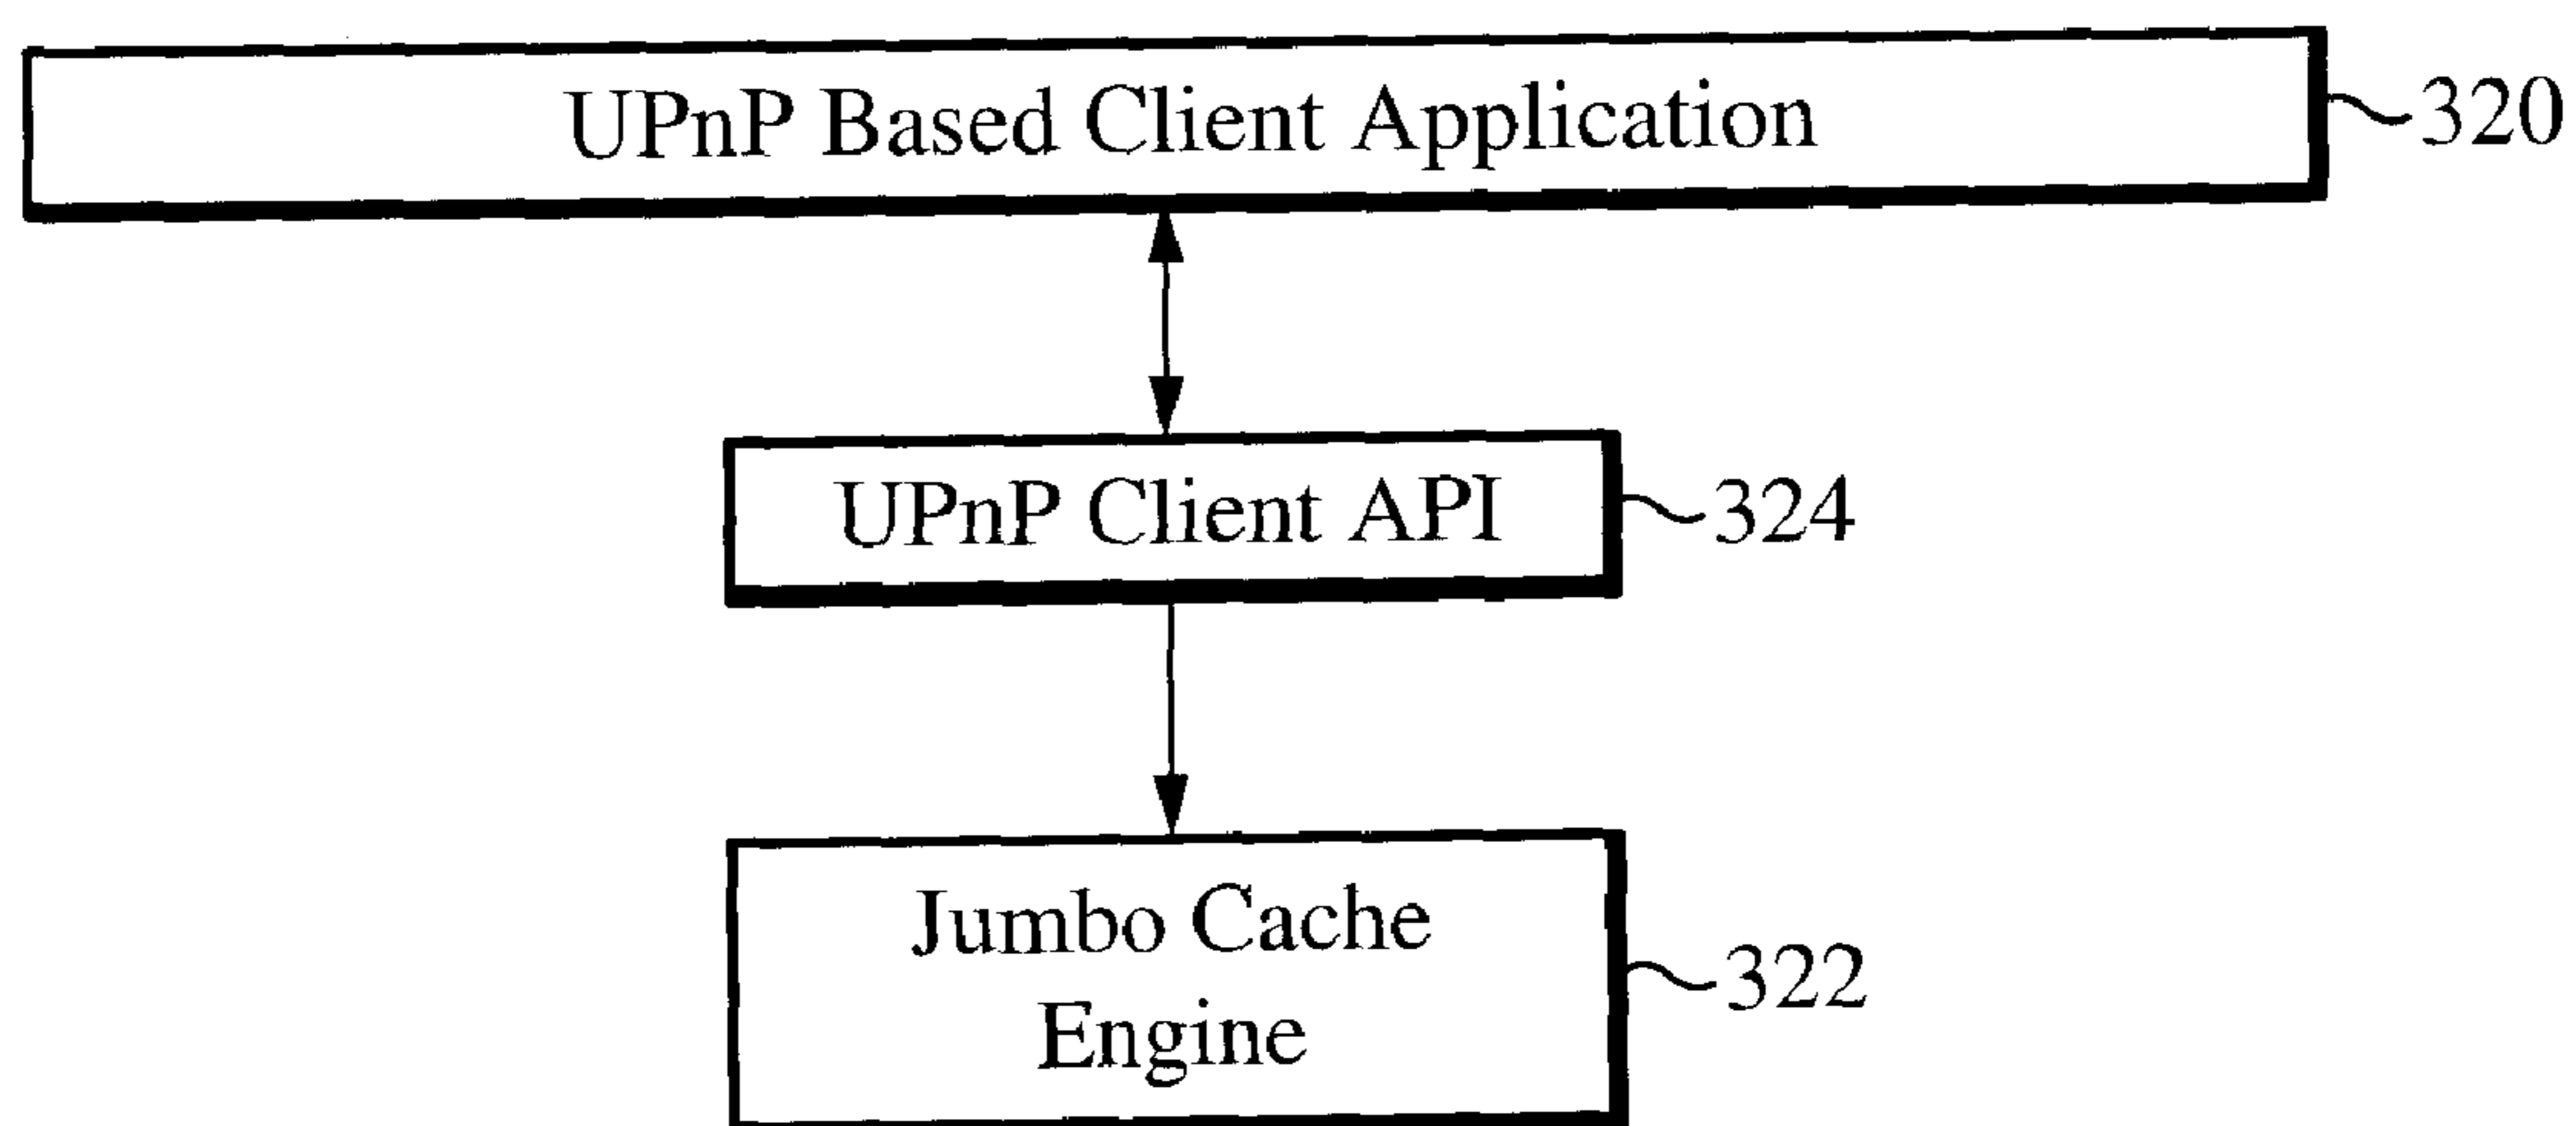 UPnP Based Client Application
320
UPnP Client API
324
Jumbo Cache
Engine
322